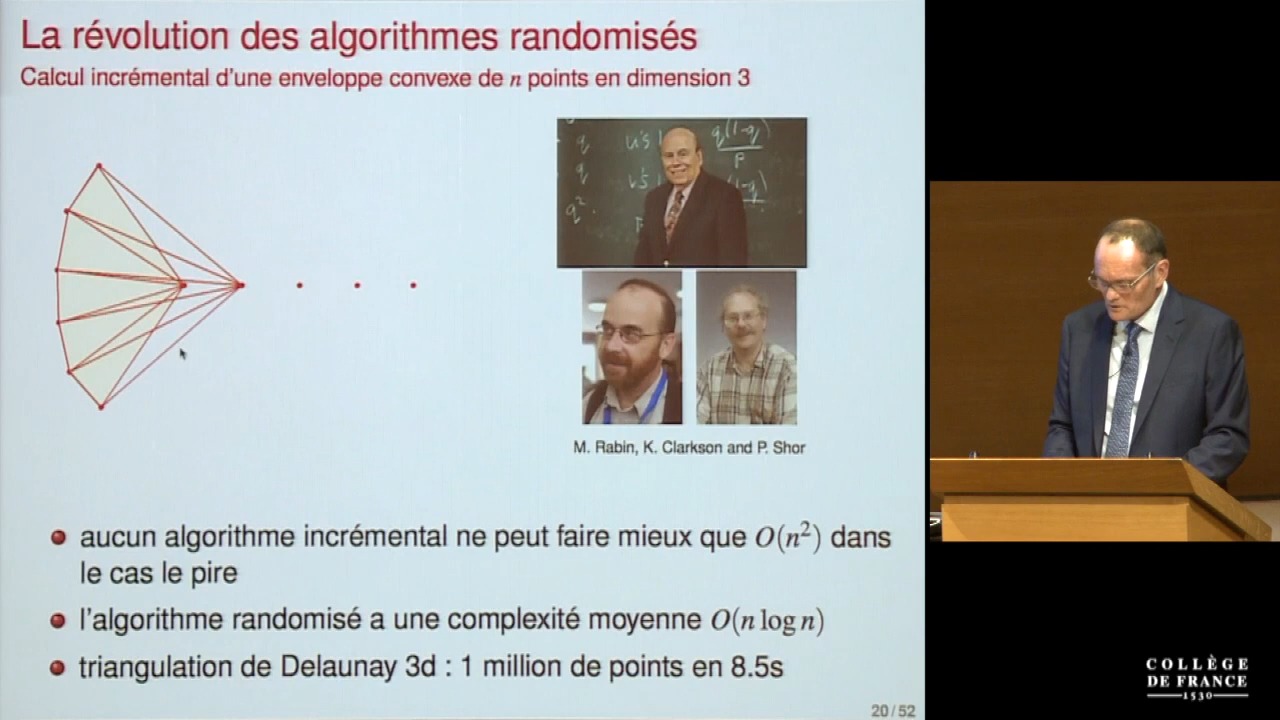 La révolution des algorithmes randomisés
Calcul incrémental d'une enveloppe convexe de n points en dimension 3
M. Rabin, K. Clarkson and P. Shor
aucun algorithme incrémental ne peut faire mieux que O(n²) dans
le cas le pire
l'algorithme randomisé a une complexité moyenne O(n log n)
triangulation de Delaunay 3d : 1 million de points en 8.5s
20/52
COLLÈGE
DE FRANCE
1530